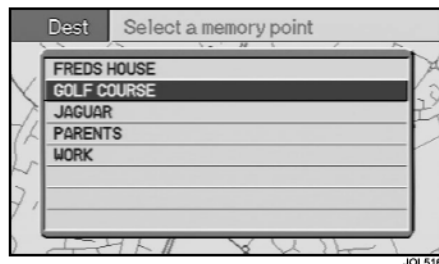 Dest Select a memory point
FREDS HOUSE
GOLF COURSE
JAGUAR
PARENTS
WORK